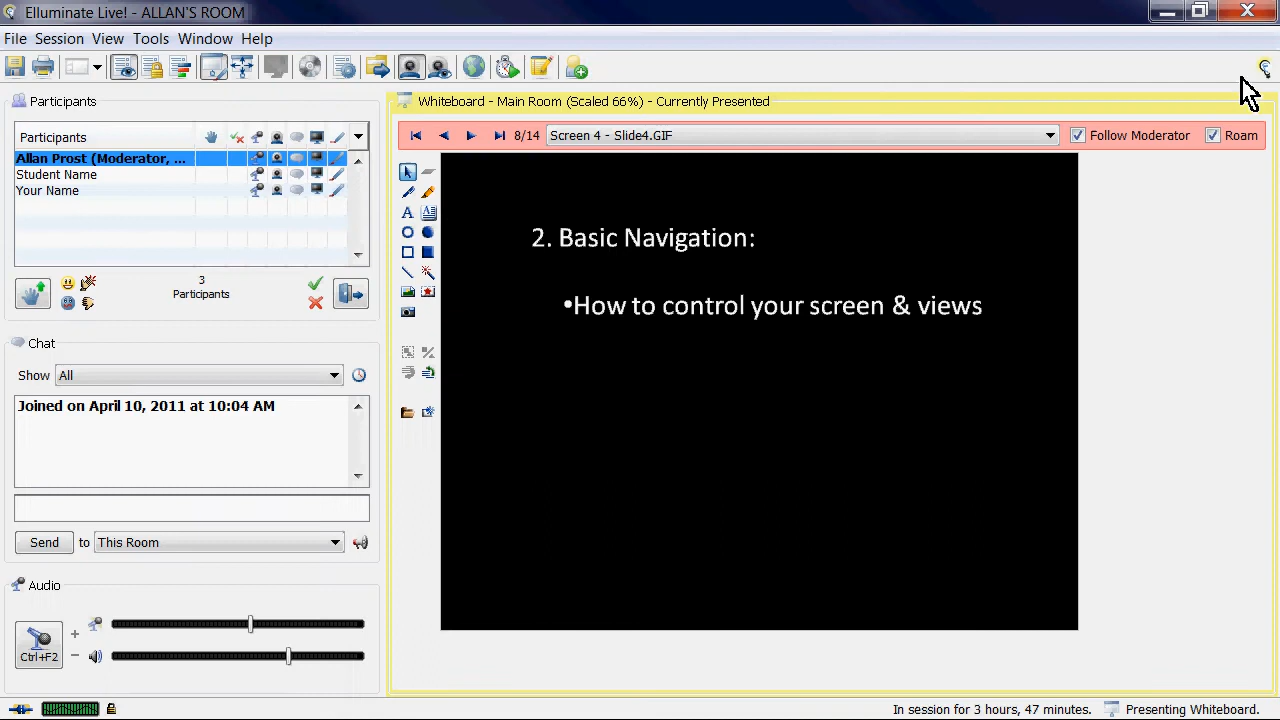 Elluminate Live! - ALLAN'S ROOM
File Session View Tools Window Help
Participants
Participants
Allan Prost (Moderator, ...
Student Name
Your Name
3
Participants
Chat
Show All
Joined on April 10, 2011 at 10:04 AM
Send to This Room
Audio
Ctrl+F2
Whiteboard - Main Room (Scaled 66%) - Currently Presented
8/14 Screen 4 - Slide4.GIF Follow Moderator Roam
2. Basic Navigation:
•How to control your screen & views
In session for 3 hours, 47 minutes. Presenting Whiteboard.